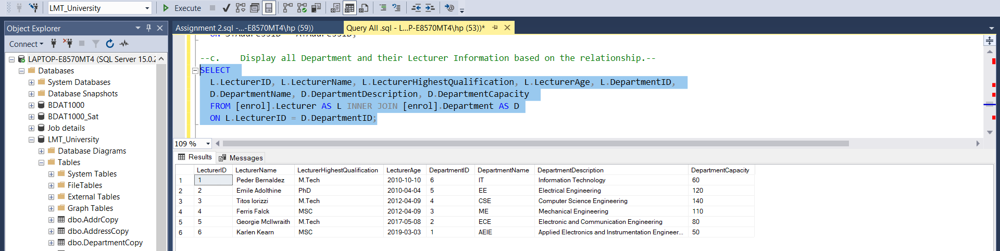 LMT_University
Execute
Object Explorer
Assignment 2.sql -...-E8570MT4\hp (59))
Query All .sql - L...P-E8570MT4\hp (53))*
Connect
ON S.AddressID = A.AddressID;
LAPTOP-E8570MT4 (SQL Server 15.0.2
Databases
System Databases
Database Snapshots
BDAT1000
BDAT1000_Sat
Job details
LMT_University
Database Diagrams
Tables
System Tables
FileTables
External Tables
Graph Tables
dbo.AddrCopy
dbo.AddressCopy
dbo.DepartmentCopy
--c. Display all Department and their Lecturer Information based on the relationship.--
SELECT
L.LecturerID, L.LecturerName, L.LecturerHighestQualification, L.LecturerAge, L.DepartmentID,
D.DepartmentName, D.DepartmentDescription, D.DepartmentCapacity
FROM [enrol].Lecturer AS L INNER JOIN [enrol].Department AS D
ON L.LecturerID = D.DepartmentID;
109 %
Results Messages
LecturerID LecturerName LecturerHighestQualification LecturerAge DepartmentID DepartmentName DepartmentDescription DepartmentCapacity
1 1 Peder Bernaldez M.Tech 2010-10-10 6 IT Information Technology 60
2 2 Emile Adolthine PhD 2010-04-04 5 EE Electrical Engineering 120
3 3 Titos Iorizzi M.Tech 2012-04-09 4 CSE Computer Science Engineering 140
4 4 Ferris Falck MSC 2012-04-09 3 ME Mechanical Engineering 110
5 5 Georgie McIlwraith M.Tech 2017-05-08 2 ECE Electronic and Communication Engineering 80
6 6 Karlen Kearn MSC 2019-03-03 1 AEIE Applied Electronics and Instrumentation Engineer... 50